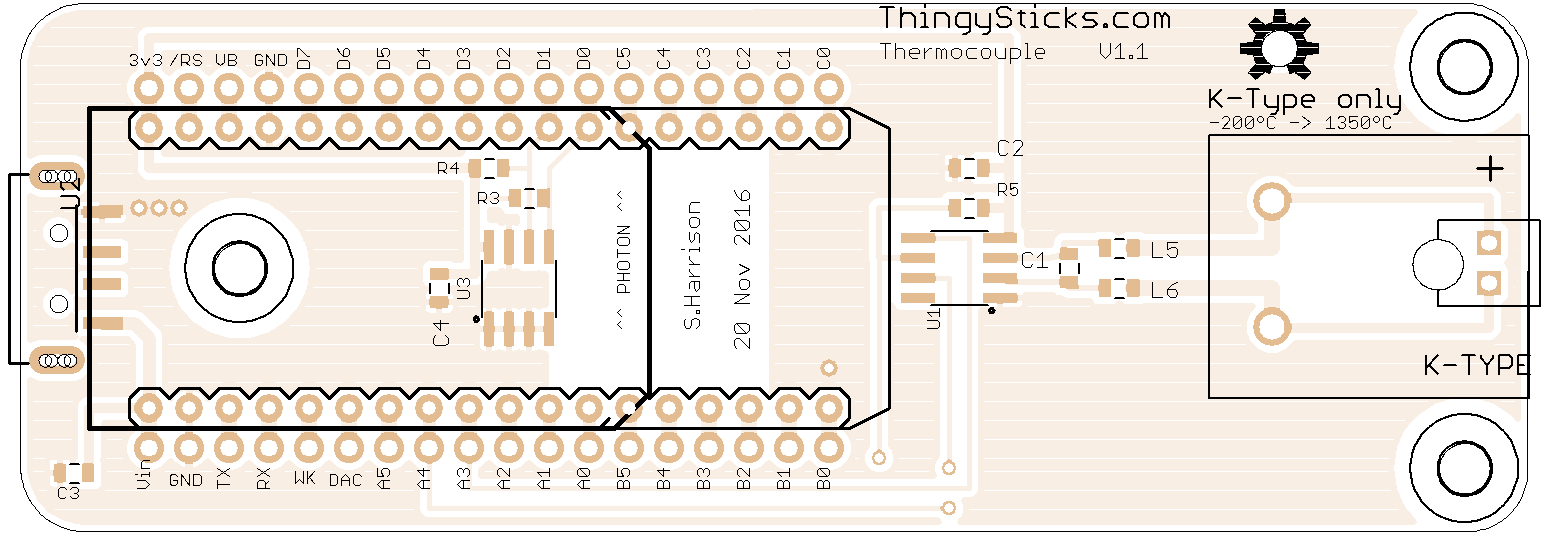 ThingySticks.com
Thermocouple V1.1
3v3 /RS VB GND D7 D6 D5 D4 D3 D2 D1 D0 C5 C4 C3 C2 C1 C0
K-Type only
-200°C -> 1350°C
R4
C2
R3
R5
+
U2
^^ PHOTON ^^
S.Harrison
20 Nov 2016
C1
L5
U3
L6
U1
C4
K-TYPE
Vin GND TX RX WK DAC A5 A4 A3 A2 A1 A0 B5 B4 B3 B2 B1 B0
C3